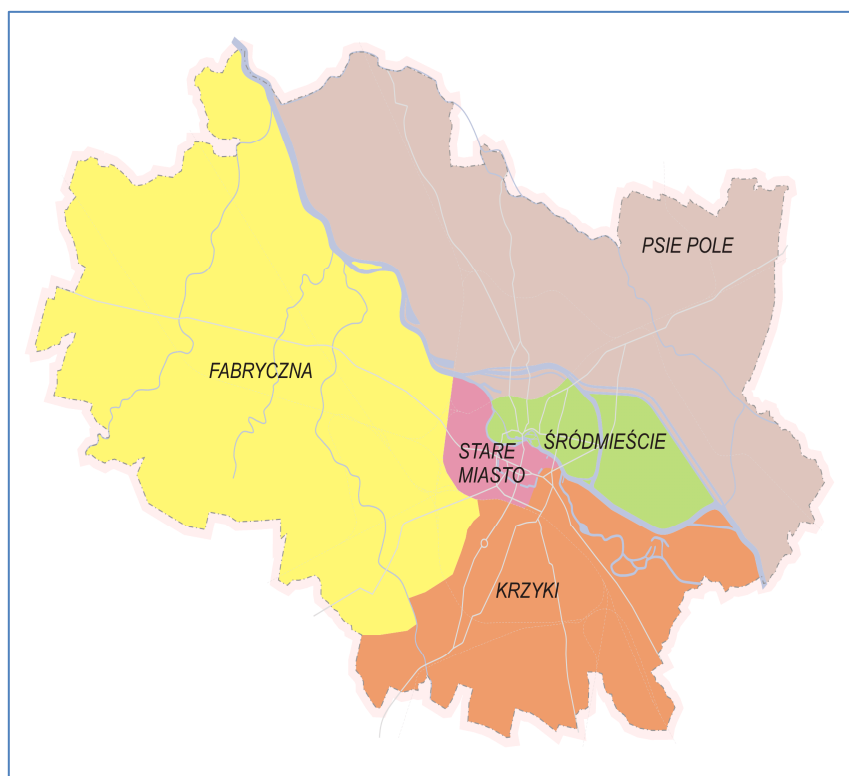 PSIE POLE
FABRYCZNA
ŚRÓDMIEŚCIE
STARE
MIASTO
KRZYKI